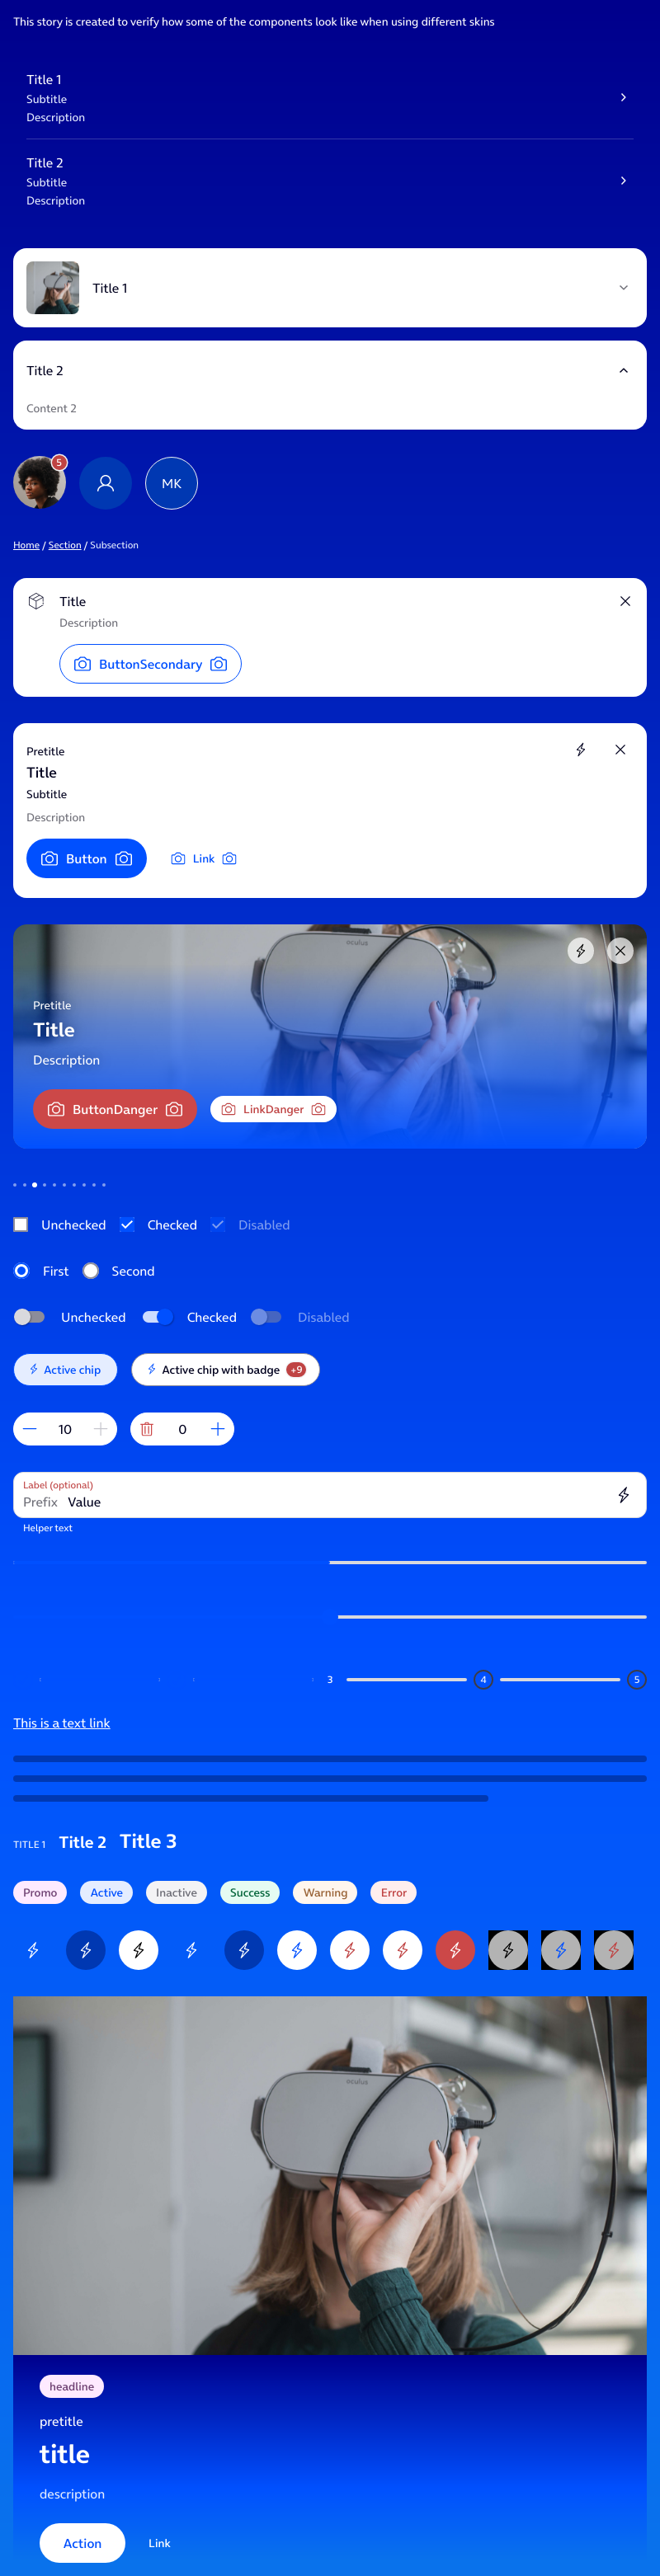 This story is created to verify how some of the components look like when using different skins
Title 1
Subtitle
Description
Title 2
Subtitle
Description
Title 1
Title 2
Content 2
5
MK
Home / Section / Subsection
Title
Description
ButtonSecondary
Pretitle
Title
Subtitle
Description
Button Link
oculus
Pretitle
Title
Description
ButtonDanger LinkDanger
Unchecked Checked Disabled
First Second
Unchecked Checked Disabled
Active chip Active chip with badge +9
10 0
Label (optional)
Prefix Value
Helper text
3 4 5
This is a text link
TITLE 1 Title 2 Title 3
Promo Active Inactive Success Warning Error
oculus
headline
pretitle
title
description
Action Link